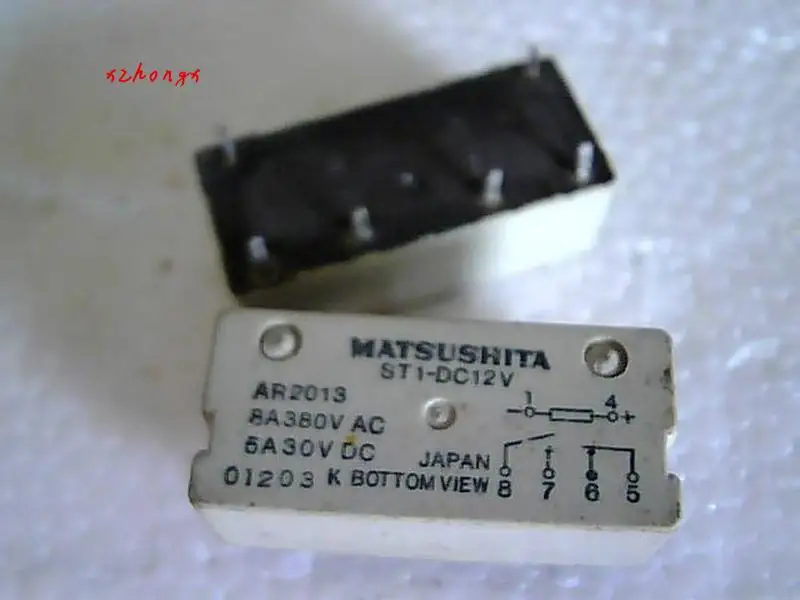 xzhongx
MATSUSHITA
ST1-DC12V
AR2013
8A380V AC
5A30V DC
JAPAN
01203 K BOTTOM VIEW
1 4
- +
8 7 6 5